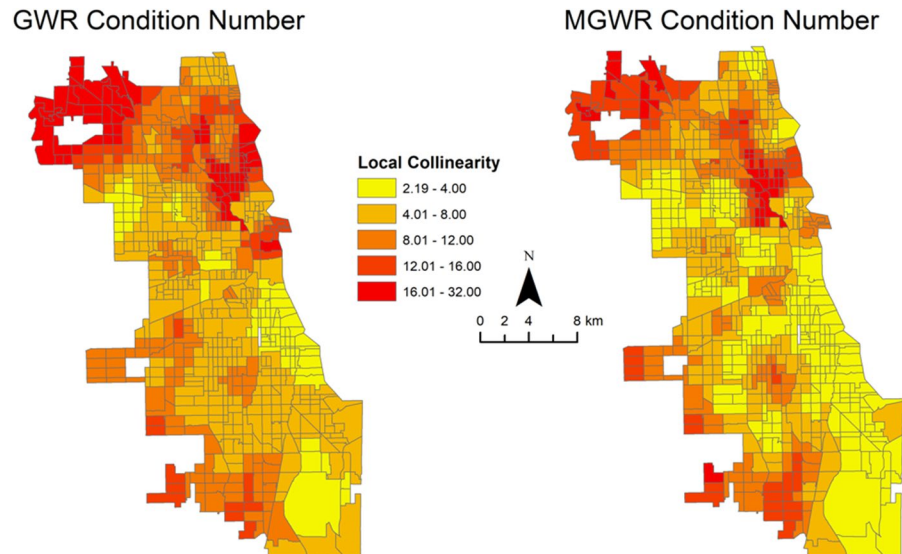 GWR Condition Number
MGWR Condition Number
Local Collinearity
2.19 - 4.00
4.01 - 8.00
8.01 - 12.00
12.01 - 16.00
16.01 - 32.00
N
0 2 4 8 km